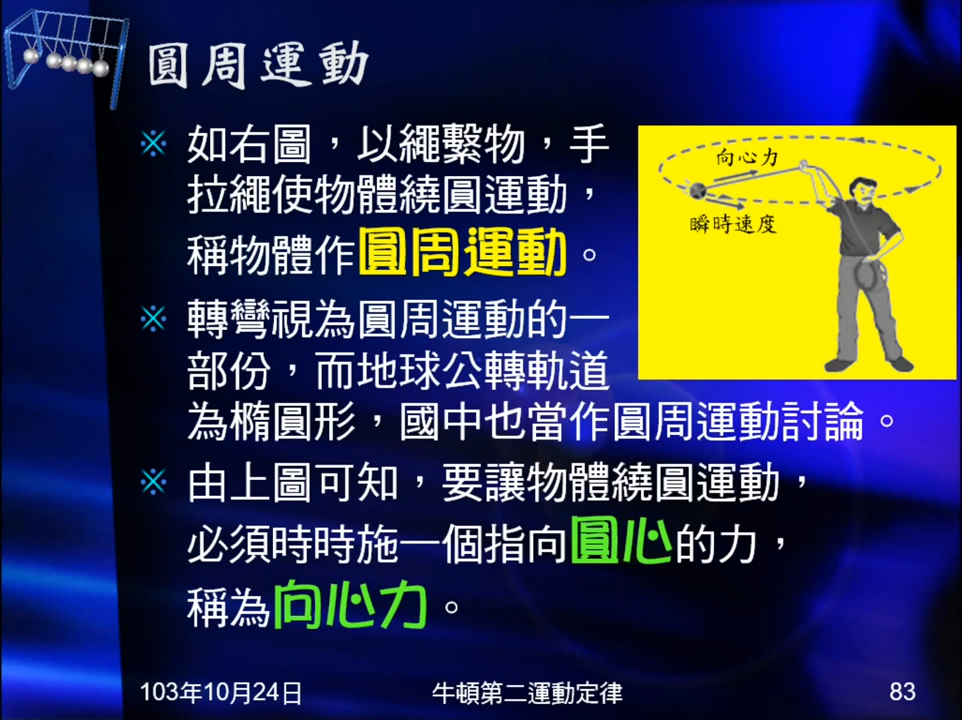 圓周運動
※ 如右圖，以繩繫物，手
拉繩使物體繞圓運動，
稱物體作圓周運動。
※ 轉彎視為圓周運動的一
部份，而地球公轉軌道
為橢圓形，國中也當作圓周運動討論。
※ 由上圖可知，要讓物體繞圓運動，
必須時時施一個指向圓心的力，
稱為向心力。
向心力
瞬時速度
103年10月24日
牛頓第二運動定律
83